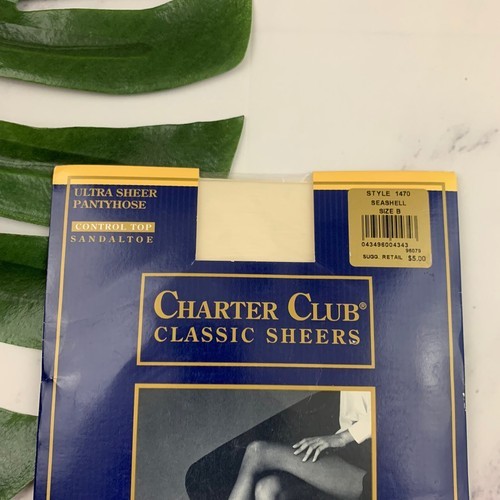 ULTRA SHEER
PANTYHOSE
CONTROL TOP
SANDALTOE
STYLE 1470
SEASHELL
SIZE B
043496004343
96075
SUGG. RETAIL $5.00
CHARTER CLUB®
CLASSIC SHEERS